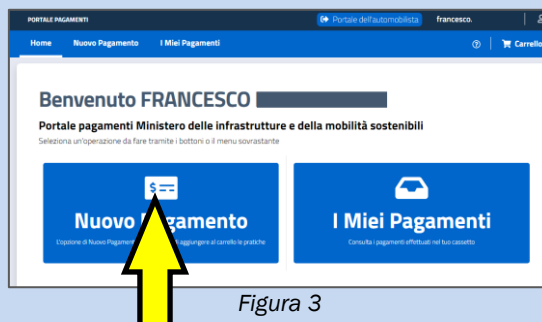 PORTALE PAGAMENTI
Portale dell'automobilista francesco.
Home Nuovo Pagamento I Miei Pagamenti
Carrello
Benvenuto FRANCESCO
Portale pagamenti Ministero delle infrastrutture e della mobilità sostenibili
Seleziona un'operazione da fare tramite i bottoni o il menu sovrastante
Nuovo
L'opzione di Nuovo aggiungere al carrello le pratiche
I Miei Pagamenti
Consulta i pagamenti effettuati nel tuo cassetto
Figura 3